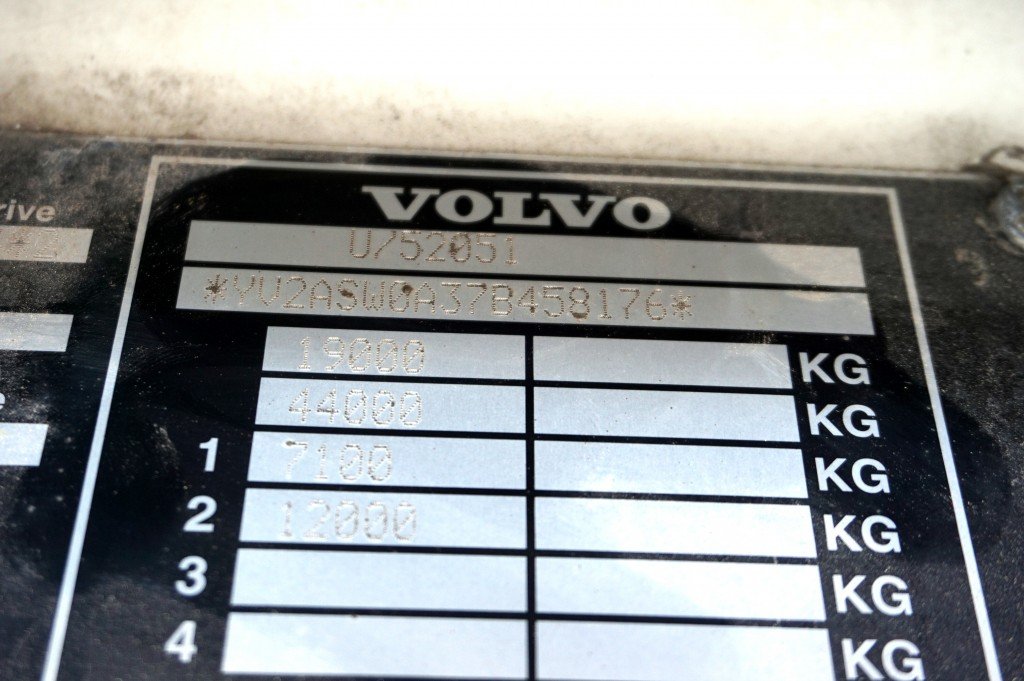 VOLVO
rive
U/52051
*YV2ASW0A37B458176*
19000 KG
44000 KG
1 7100 KG
2 12000 KG
3 KG
4 KG